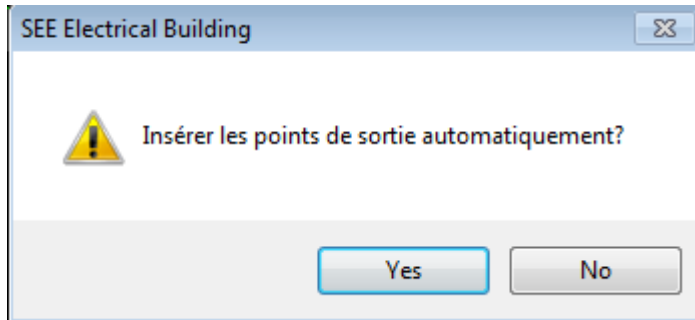 SEE Electrical Building
Insérer les points de sortie automatiquement?
Yes No